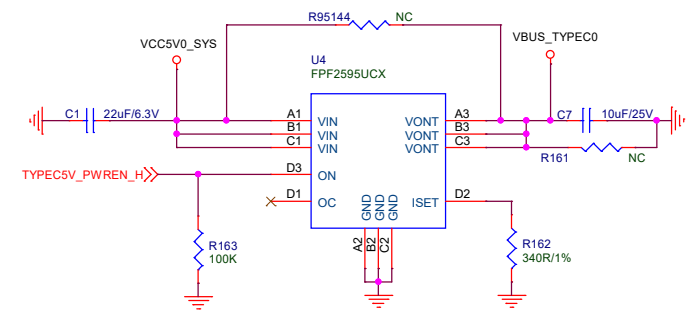 R95144 NC
VCC5V0_SYS
VBUS_TYPEC0
U4
FPF2595UCX
C1 22uF/6.3V
A1 VIN VONT A3
B1 VIN VONT B3
C1 VIN VONT C3
C7 10uF/25V
R161 NC
TYPEC5V_PWREN_H
D3 ON
D1 OC
ISET D2
GND GND GND
A2 B2 C2
R163
100K
R162
340R/1%